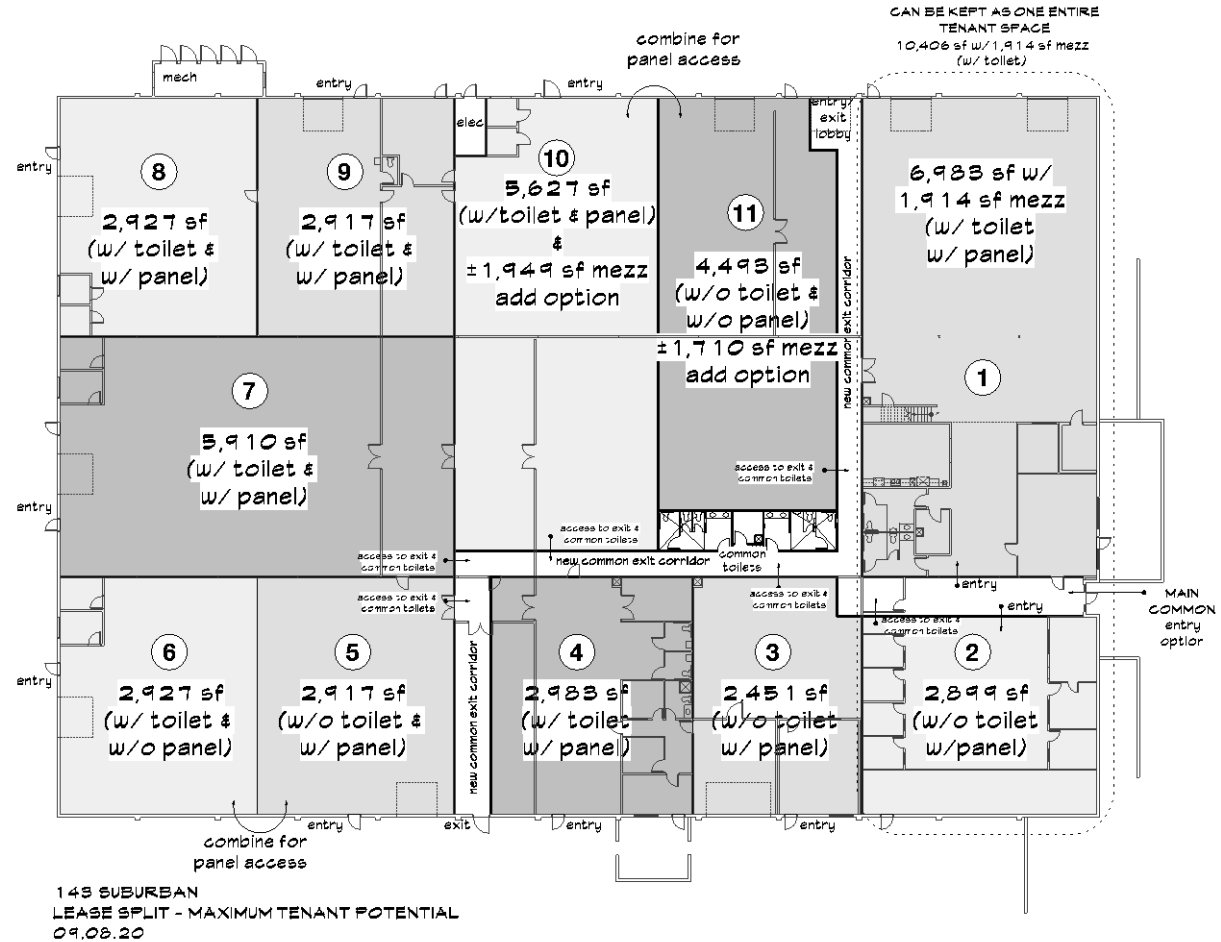 CAN BE KEPT AS ONE ENTIRE
TENANT SPACE
10,406 sf w/ 1,914 sf mezz
(w/ toilet)
combine for
panel access
mech
entry
entry
elec
entry/
exit
lobby
entry
8
2,927 sf
(w/ toilet &
w/ panel)
9
2,917 sf
(w/ toilet &
w/ panel)
10
5,627 sf
(w/toilet & panel)
&
±1,949 sf mezz
add option
11
4,493 sf
(w/o toilet &
w/o panel)
±1,710 sf mezz
add option
new common exit corridor
6,983 sf w/
1,914 sf mezz
(w/ toilet
w/ panel)
1
7
5,910 sf
(w/ toilet &
w/ panel)
entry
access to exit &
common toilets
access to exit &
common toilets
access to exit &
common toilets
new common exit corridor
common
toilets
access to exit &
common toilets
access to exit &
common toilets
access to exit &
common toilets
entry
entry
MAIN
COMMON
entry
option
entry
6
2,927 sf
(w/ toilet &
w/o panel)
5
2,917 sf
(w/o toilet &
w/ panel)
new common exit corridor
4
2,983 sf
(w/ toilet
w/ panel)
3
2,451 sf
(w/o toilet
w/ panel)
2
2,899 sf
(w/o toilet
w/panel)
entry
exit
entry
entry
combine for
panel access
143 SUBURBAN
LEASE SPLIT - MAXIMUM TENANT POTENTIAL
09.08.20